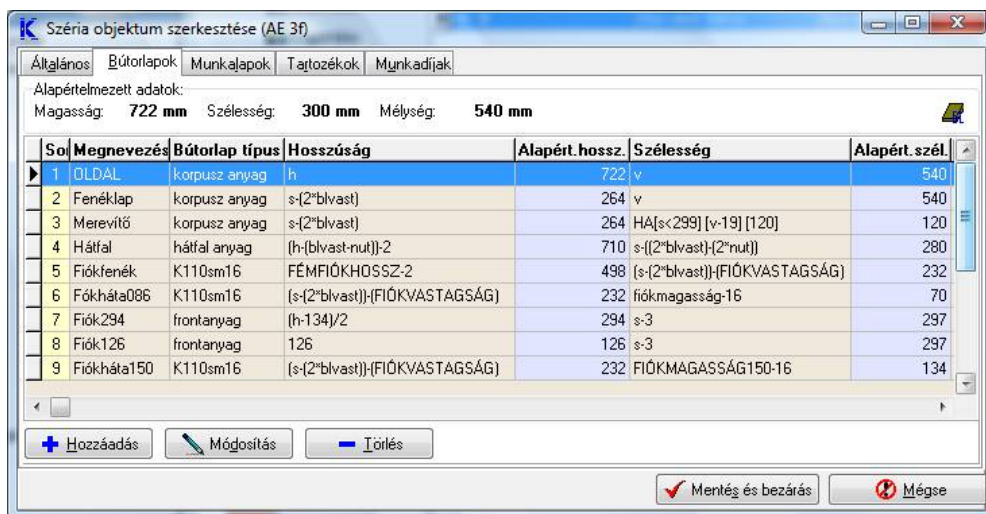 Széria objektum szerkesztése (AE 3f)
Általános Bútorlapok Munkalapok Tartozékok Munkadíjak
Alapértelmezett adatok:
Magasság: 722 mm Szélesség: 300 mm Mélység: 540 mm
Sor Megnevezés Bútorlap típus Hosszúság Alapért.hossz. Szélesség Alapért.szél.
1 OLDAL korpusz anyag h 722 v 540
2 Fenéklap korpusz anyag s-(2*blvast) 264 v 540
3 Merevítő korpusz anyag s-(2*blvast) 264 HA[s<299] [v-19] [120] 120
4 Hátfal hátfal anyag (h-(blvast-nut))-2 710 s-((2*blvast)-(2*nut)) 280
5 Fiókfenék K110sm16 FÉMFIÓKHOSSZ-2 498 (s-(2*blvast))-(FIÓKVASTAGSÁG) 232
6 Fókháta086 K110sm16 (s-(2*blvast))-(FIÓKVASTAGSÁG) 232 fiókmagasság-16 70
7 Fiók294 frontanyag (h-134)/2 294 s-3 297
8 Fiók126 frontanyag 126 126 s-3 297
9 Fiókháta150 K110sm16 (s-(2*blvast))-(FIÓKVASTAGSÁG) 232 FIÓKMAGASSÁG150-16 134
Hozzáadás Módosítás Törlés
Mentés és bezárás Mégse